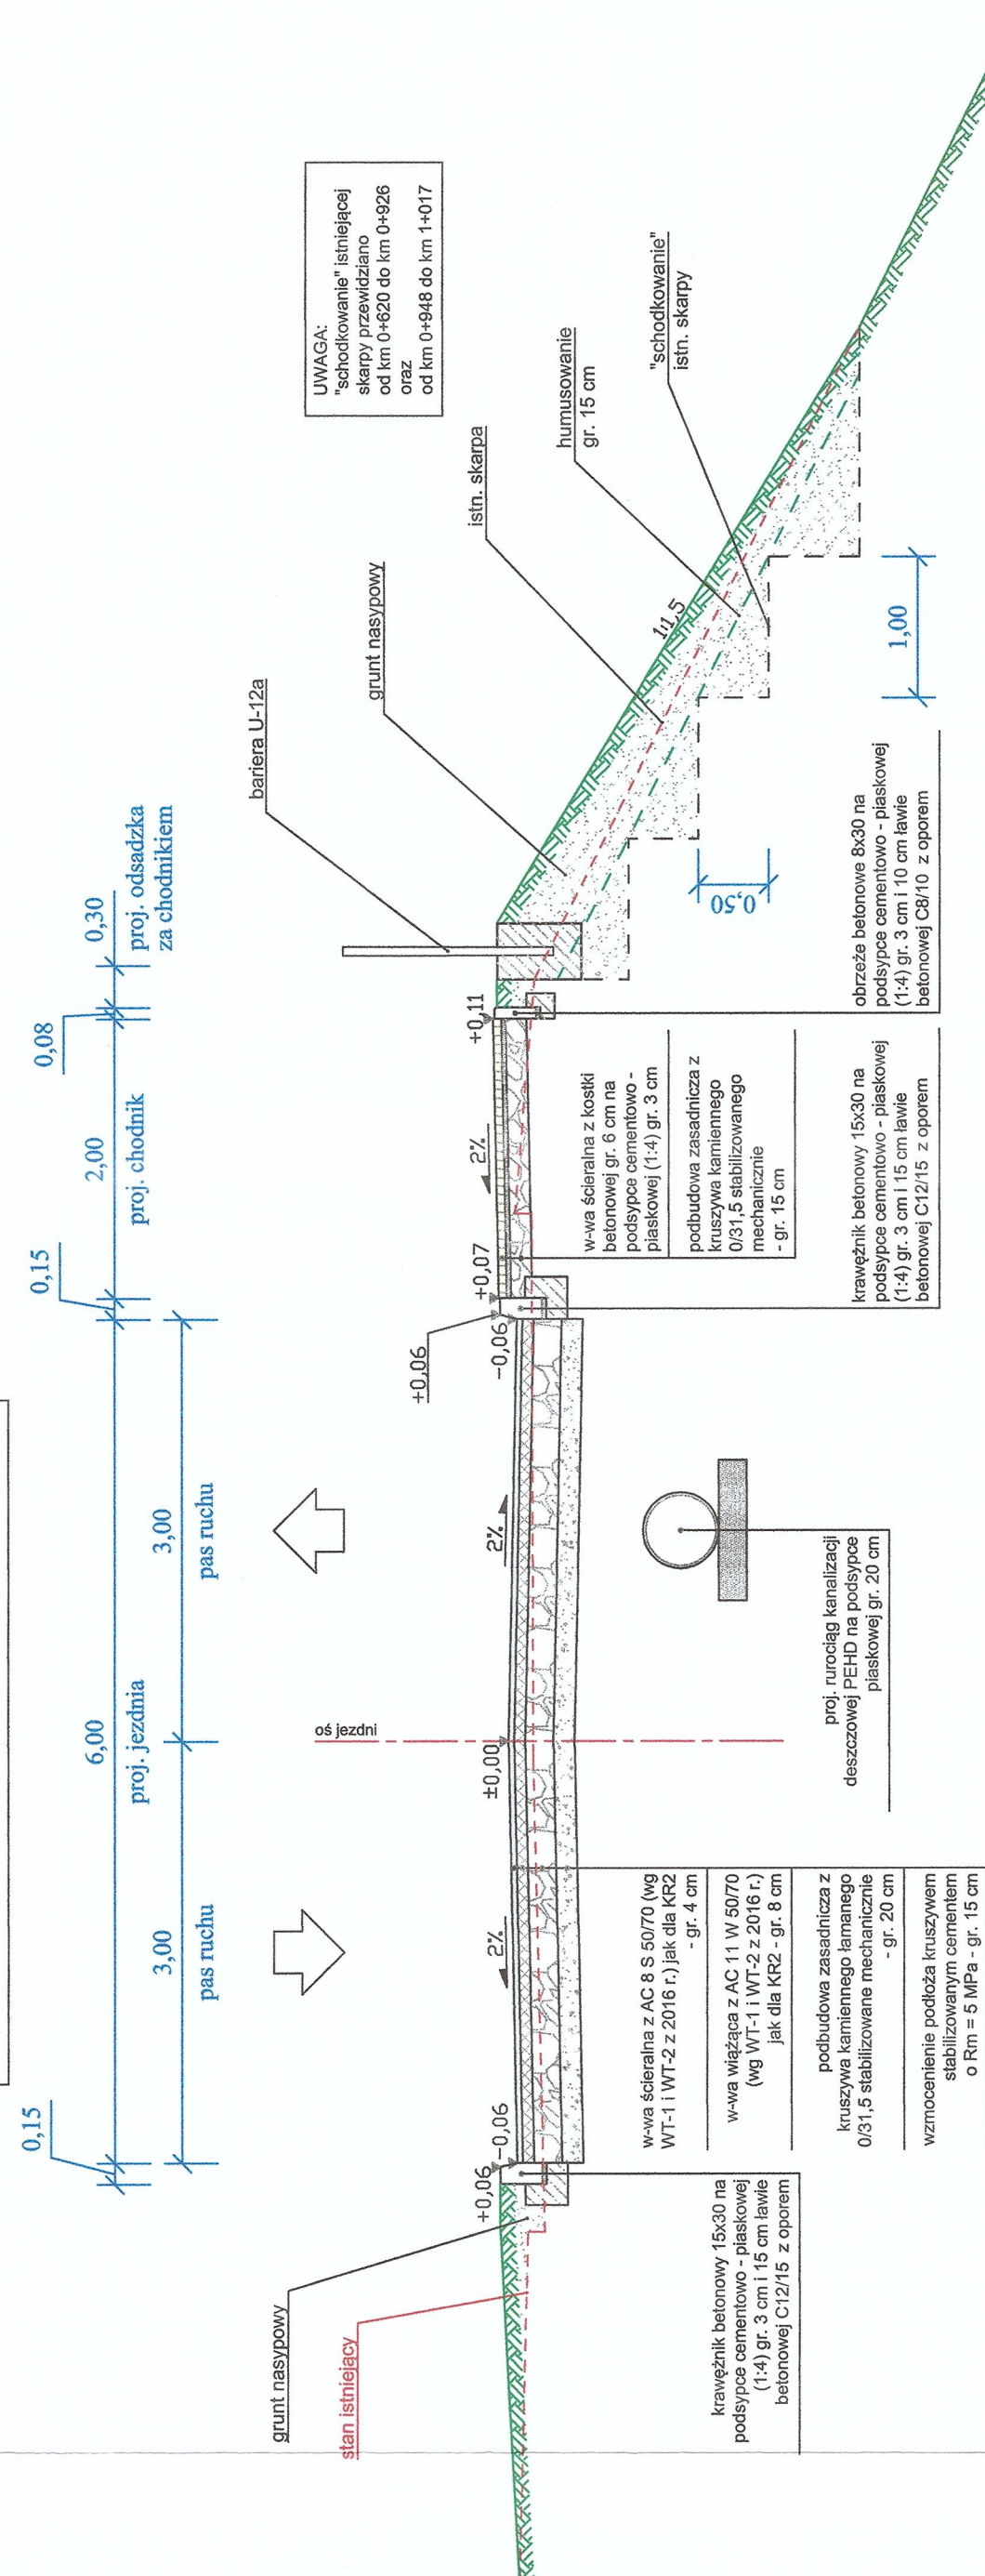 0,15
6,00
proj. jezdnia
0,15
2,00
proj. chodnik
0,08
0,30
proj. odsadzka
za chodnikiem
3,00
pas ruchu
3,00
pas ruchu
UWAGA:
"schodkowanie" istniejącej
skarpy przewidziano
od km 0+620 do km 0+926
oraz
od km 0+948 do km 1+017
bariera U-12a
grunt nasypowy
istn. skarpa
humusowanie
gr. 15 cm
"schodkowanie"
istn. skarpy
grunt nasypowy
stan istniejący
oś jezdni
+0,06
-0,06
2%
±0,00
2%
-0,06
+0,06
+0,07
2%
+0,11
1:1,5
0,50
1,00
krawężnik betonowy 15x30 na
podsypce cementowo - piaskowej
(1:4) gr. 3 cm i 15 cm ławie
betonowej C12/15 z oporem
w-wa ścieralna z AC 8 S 50/70 (wg
WT-1 i WT-2 z 2016 r.) jak dla KR2
- gr. 4 cm
w-wa wiążąca z AC 11 W 50/70
(wg WT-1 i WT-2 z 2016 r.)
jak dla KR2 - gr. 8 cm
podbudowa zasadnicza z
kruszywa kamiennego łamanego
0/31,5 stabilizowane mechanicznie
- gr. 20 cm
wzmocenienie podłoża kruszywem
stabilizowanym cementem
o Rm = 5 MPa - gr. 15 cm
proj. rurociąg kanalizacji
deszczowej PEHD na podsypce
piaskowej gr. 20 cm
w-wa ścieralna z kostki
betonowej gr. 6 cm na
podsypce cementowo -
piaskowej (1:4) gr. 3 cm
podbudowa zasadnicza z
kruszywa kamiennego
0/31,5 stabilizowanego
mechanicznie
- gr. 15 cm
krawężnik betonowy 15x30 na
podsypce cementowo - piaskowej
(1:4) gr. 3 cm i 15 cm ławie
betonowej C12/15 z oporem
obrzeże betonowe 8x30 na
podsypce cementowo - piaskowej
(1:4) gr. 3 cm i 10 cm ławie
betonowej C8/10 z oporem